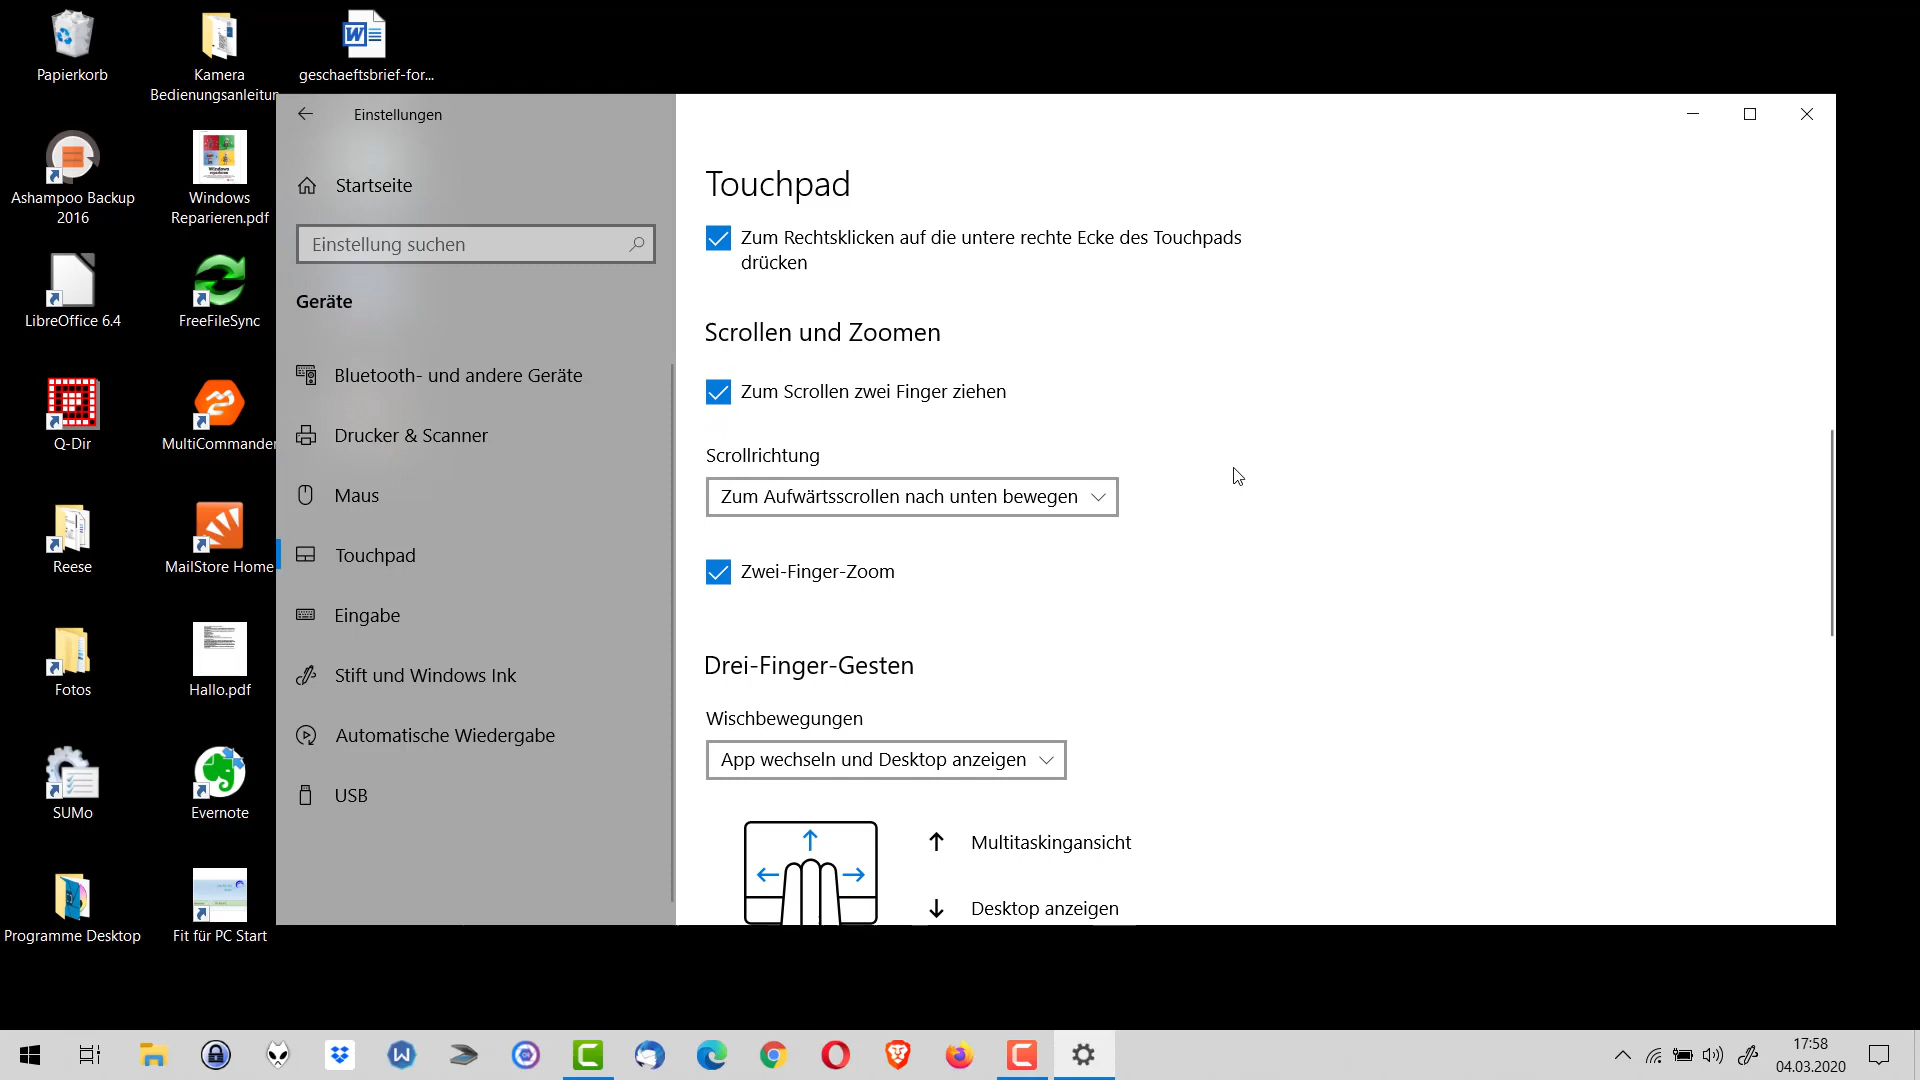 Papierkorb
Kamera
Bedienungsanleitun
geschaeftsbrief-for...
Ashampoo Backup
2016
Windows
Reparieren.pdf
LibreOffice 6.4
FreeFileSync
Q-Dir
MultiCommander
Reese
MailStore Home
Fotos
Hallo.pdf
SUMo
Evernote
Programme Desktop
Fit für PC Start
Einstellungen
Startseite
Einstellung suchen
Geräte
Bluetooth- und andere Geräte
Drucker & Scanner
Maus
Touchpad
Eingabe
Stift und Windows Ink
Automatische Wiedergabe
USB
Touchpad
Zum Rechtsklicken auf die untere rechte Ecke des Touchpads
drücken
Scrollen und Zoomen
Zum Scrollen zwei Finger ziehen
Scrollrichtung
Zum Aufwärtsscrollen nach unten bewegen
Zwei-Finger-Zoom
Drei-Finger-Gesten
Wischbewegungen
App wechseln und Desktop anzeigen
Multitaskingansicht
Desktop anzeigen
17:58
04.03.2020